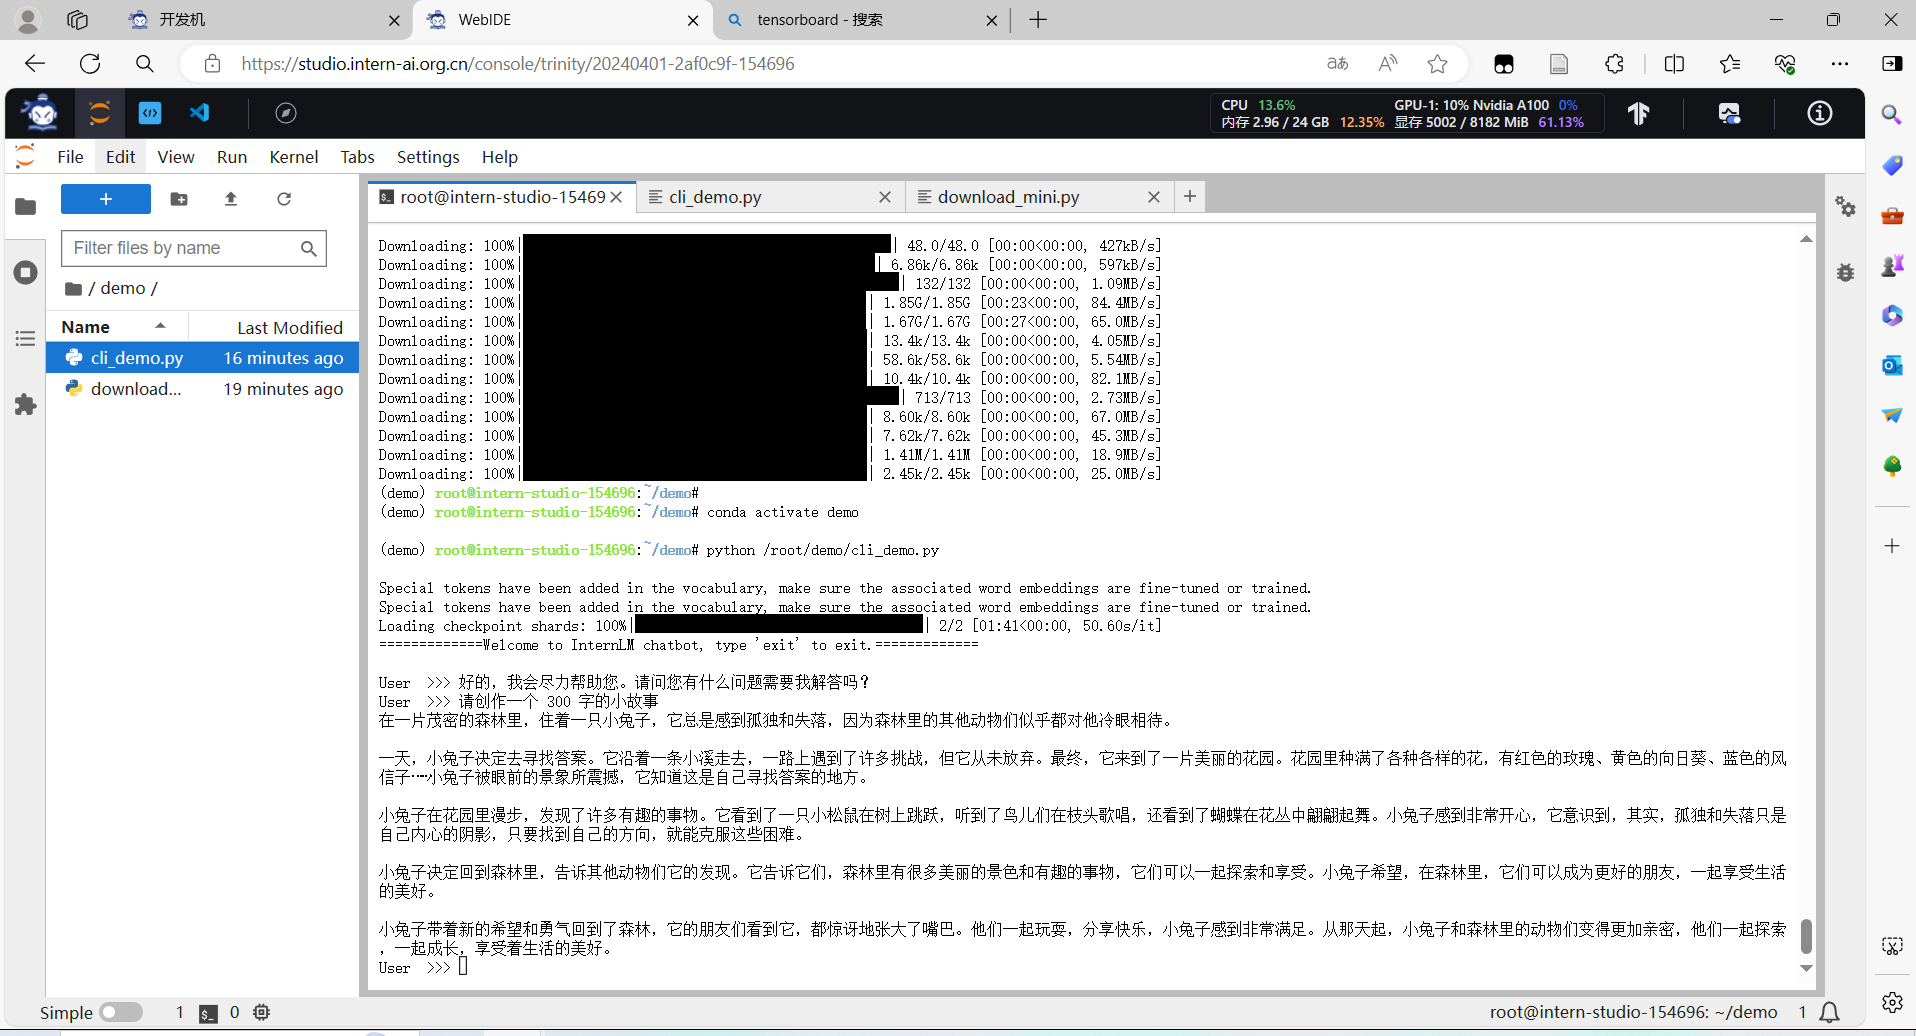 开发机
WebIDE
tensorboard - 搜索
https://studio.intern-ai.org.cn/console/trinity/20240401-2af0c9f-154696
aあ
CPU 13.6% GPU-1: 10% Nvidia A100 0%
内存 2.96 / 24 GB 12.35% 显存 5002 / 8182 MiB 61.13%
File Edit View Run Kernel Tabs Settings Help
root@intern-studio-15469
cli_demo.py
download_mini.py
Filter files by name
/ demo /
Name Last Modified
cli_demo.py 16 minutes ago
download... 19 minutes ago
Downloading: 100%| | 48.0/48.0 [00:00<00:00, 427kB/s]
Downloading: 100%| | 6.86k/6.86k [00:00<00:00, 597kB/s]
Downloading: 100%| | 132/132 [00:00<00:00, 1.09MB/s]
Downloading: 100%| | 1.85G/1.85G [00:23<00:00, 84.4MB/s]
Downloading: 100%| | 1.67G/1.67G [00:27<00:00, 65.0MB/s]
Downloading: 100%| | 13.4k/13.4k [00:00<00:00, 4.05MB/s]
Downloading: 100%| | 58.6k/58.6k [00:00<00:00, 5.54MB/s]
Downloading: 100%| | 10.4k/10.4k [00:00<00:00, 82.1MB/s]
Downloading: 100%| | 713/713 [00:00<00:00, 2.73MB/s]
Downloading: 100%| | 8.60k/8.60k [00:00<00:00, 67.0MB/s]
Downloading: 100%| | 7.62k/7.62k [00:00<00:00, 45.3MB/s]
Downloading: 100%| | 1.41M/1.41M [00:00<00:00, 18.9MB/s]
Downloading: 100%| | 2.45k/2.45k [00:00<00:00, 25.0MB/s]
(demo) root@intern-studio-154696:~/demo#
(demo) root@intern-studio-154696:~/demo# conda activate demo
(demo) root@intern-studio-154696:~/demo# python /root/demo/cli_demo.py
Special tokens have been added in the vocabulary, make sure the associated word embeddings are fine-tuned or trained.
Special tokens have been added in the vocabulary, make sure the associated word embeddings are fine-tuned or trained.
Loading checkpoint shards: 100%| | 2/2 [01:41<00:00, 50.60s/it]
=============Welcome to InternLM chatbot, type 'exit' to exit.=============
User >>> 好的，我会尽力帮助您。请问您有什么问题需要我解答吗？
User >>> 请创作一个 300 字的小故事
在一片茂密的森林里，住着一只小兔子，它总是感到孤独和失落，因为森林里的其他动物们似乎都对他冷眼相待。
一天，小兔子决定去寻找答案。它沿着一条小溪走去，一路上遇到了许多挑战，但它从未放弃。最终，它来到了一片美丽的花园。花园里种满了各种各样的花，有红色的玫瑰、黄色的向日葵、蓝色的风
信子…小兔子被眼前的景象所震撼，它知道这是自己寻找答案的地方。
小兔子在花园里漫步，发现了许多有趣的事物。它看到了一只小松鼠在树上跳跃，听到了鸟儿们在枝头歌唱，还看到了蝴蝶在花丛中翩翩起舞。小兔子感到非常开心，它意识到，其实，孤独和失落只是
自己内心的阴影，只要找到自己的方向，就能克服这些困难。
小兔子决定回到森林里，告诉其他动物们它的发现。它告诉它们，森林里有很多美丽的景色和有趣的事物，它们可以一起探索和享受。小兔子希望，在森林里，它们可以成为更好的朋友，一起享受生活
的美好。
小兔子带着新的希望和勇气回到了森林，它的朋友们看到它，都惊讶地张大了嘴巴。他们一起玩耍，分享快乐，小兔子感到非常满足。从那天起，小兔子和森林里的动物们变得更加亲密，他们一起探索
，一起成长，享受着生活的美好。
User >>>
Simple 1 0 root@intern-studio-154696: ~/demo 1